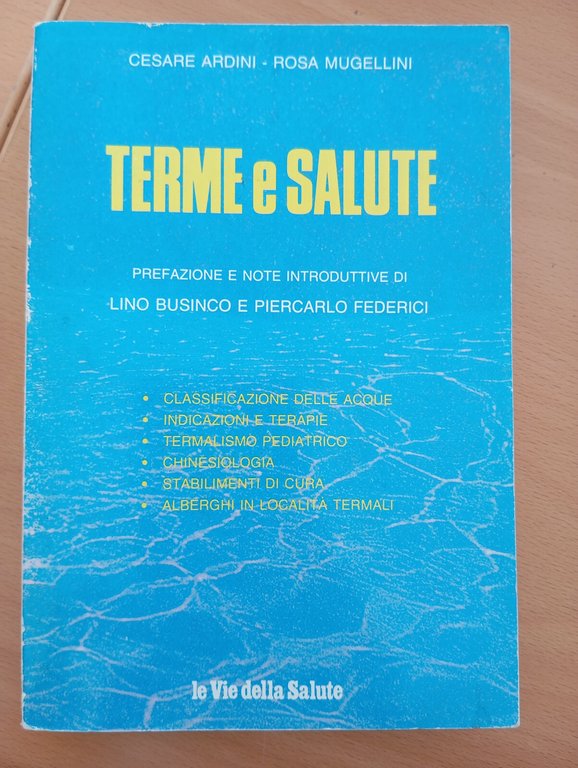 CESARE ARDINI - ROSA MUGELLINI
TERME e SALUTE
PREFAZIONE E NOTE INTRODUTTIVE DI
LINO BUSINCO E PIERCARLO FEDERICI
• CLASSIFICAZIONE DELLE ACQUE
• INDICAZIONI E TERAPIE
• TERMALISMO PEDIATRICO
• CHINESIOLOGIA
• STABILIMENTI DI CURA
• ALBERGHI IN LOCALITÀ TERMALI
le Vie della Salute